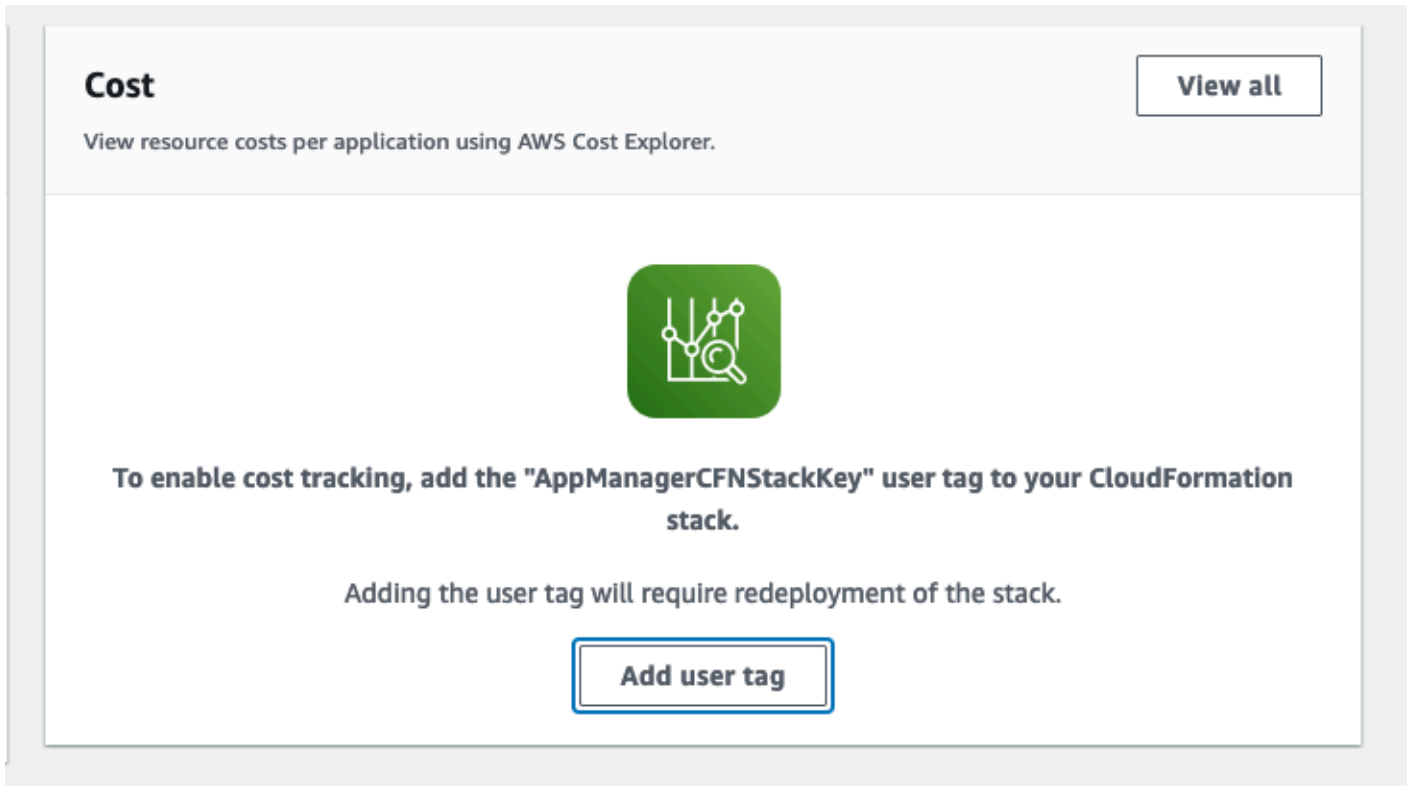 Cost
View all
View resource costs per application using AWS Cost Explorer.
To enable cost tracking, add the "AppManagerCFNStackKey" user tag to your CloudFormation
stack.
Adding the user tag will require redeployment of the stack.
Add user tag